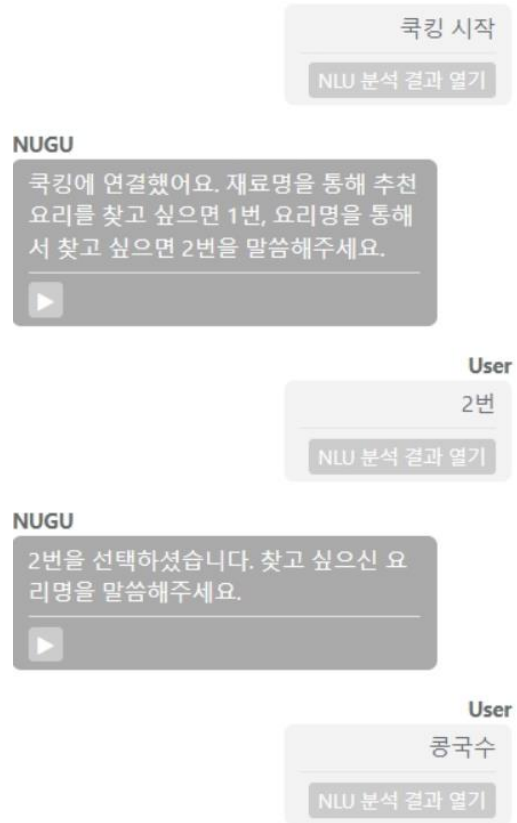 쿡킹 시작
NLU 분석 결과 열기
NUGU
쿡킹에 연결했어요. 재료명을 통해 추천
요리를 찾고 싶으면 1번, 요리명을 통해
서 찾고 싶으면 2번을 말씀해주세요.
User
2번
NLU 분석 결과 열기
NUGU
2번을 선택하셨습니다. 찾고 싶으신 요
리명을 말씀해주세요.
User
콩국수
NLU 분석 결과 열기